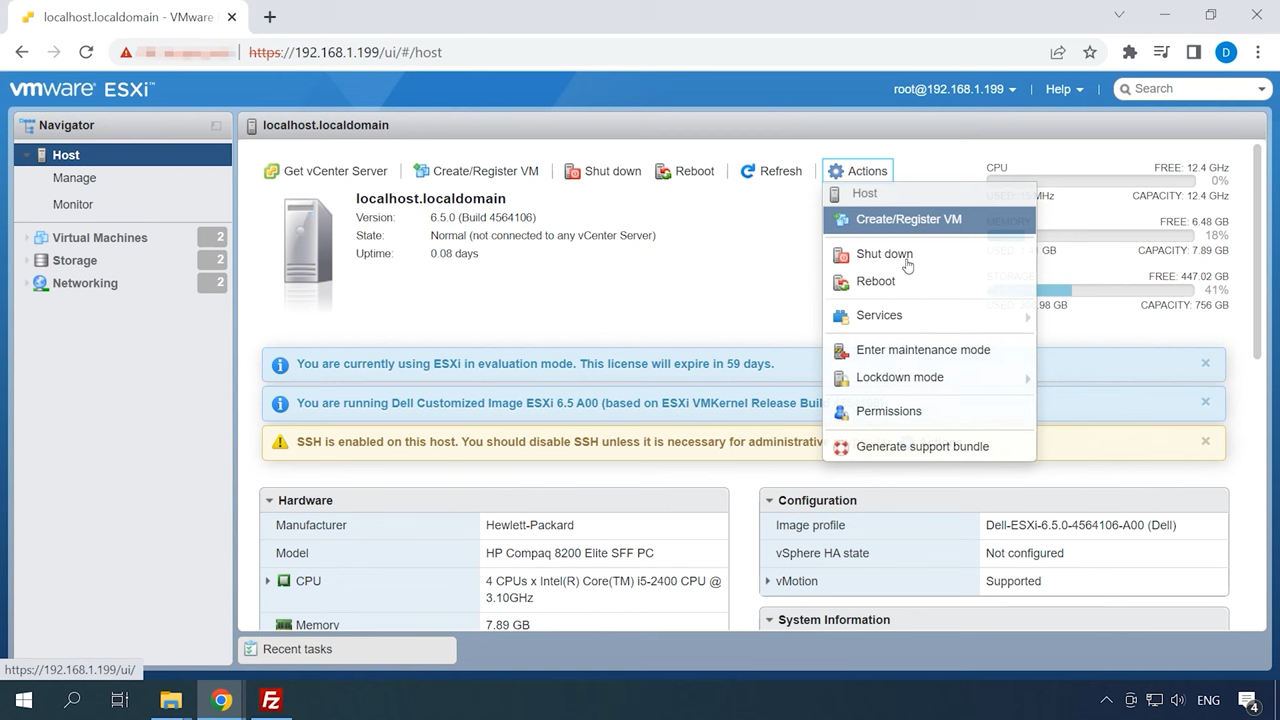 localhost.localdomain - VMware
https://192.168.1.199/ui/#/host
D
vmware ESXi™
root@192.168.1.199
Help
Search
Navigator
Host
Manage
Monitor
Virtual Machines 2
Storage 2
Networking 2
localhost.localdomain
Get vCenter Server
Create/Register VM
Shut down
Reboot
Refresh
Actions
localhost.localdomain
Version: 6.5.0 (Build 4564106)
State: Normal (not connected to any vCenter Server)
Uptime: 0.08 days
Host
Create/Register VM
Shut down
Reboot
Services
Enter maintenance mode
Lockdown mode
Permissions
Generate support bundle
CPU FREE: 12.4 GHz
0%
MHz CAPACITY: 12.4 GHz
FREE: 6.48 GB
18%
CAPACITY: 7.89 GB
FREE: 447.02 GB
41%
CAPACITY: 756 GB
You are currently using ESXi in evaluation mode. This license will expire in 59 days.
You are running Dell Customized Image ESXi 6.5 A00 (based on ESXi VMKernel Release Buil
SSH is enabled on this host. You should disable SSH unless it is necessary for administrativ
Hardware
Manufacturer Hewlett-Packard
Model HP Compaq 8200 Elite SFF PC
CPU 4 CPUs x Intel(R) Core(TM) i5-2400 CPU @
3.10GHz
Memory 7.89 GB
Configuration
Image profile Dell-ESXi-6.5.0-4564106-A00 (Dell)
vSphere HA state Not configured
vMotion Supported
System Information
Recent tasks
https://192.168.1.199/ui/
ENG
4